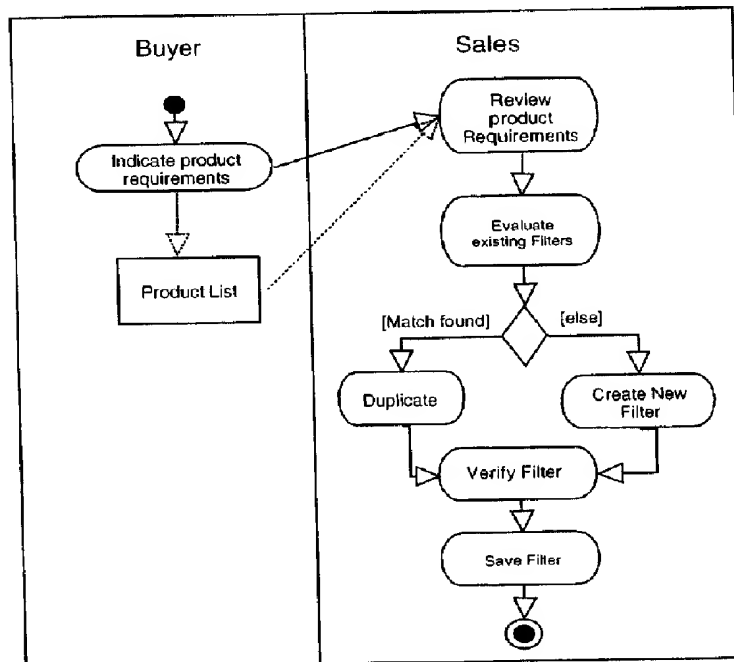 Buyer
Sales
Indicate product
requirements
Product List
Review
product
Requirements
Evaluate
existing Filters
[Match found]
[else]
Duplicate
Create New
Filter
Verify Filter
Save Filter